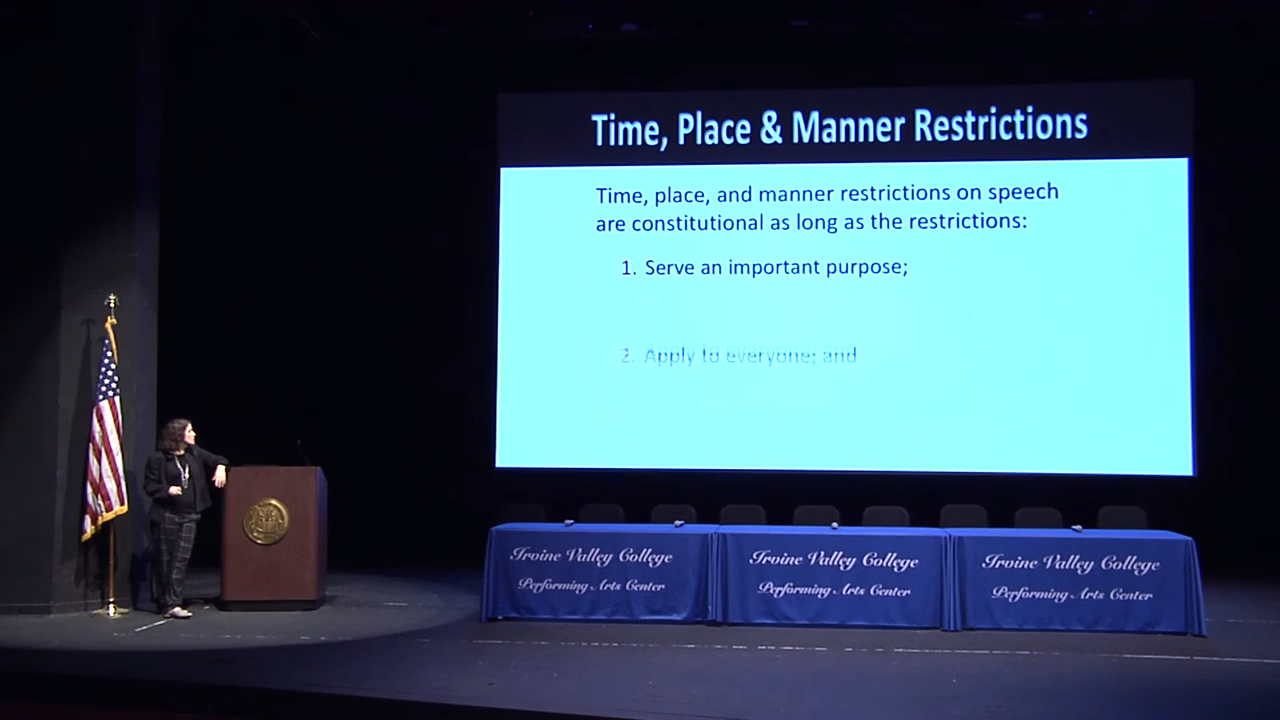 Time, Place & Manner Restrictions
Time, place, and manner restrictions on speech
are constitutional as long as the restrictions:
1. Serve an important purpose;
2. Apply to everyone; and
Irvine Valley College
Performing Arts Center
Irvine Valley College
Performing Arts Center
Irvine Valley College
Performing Arts Center